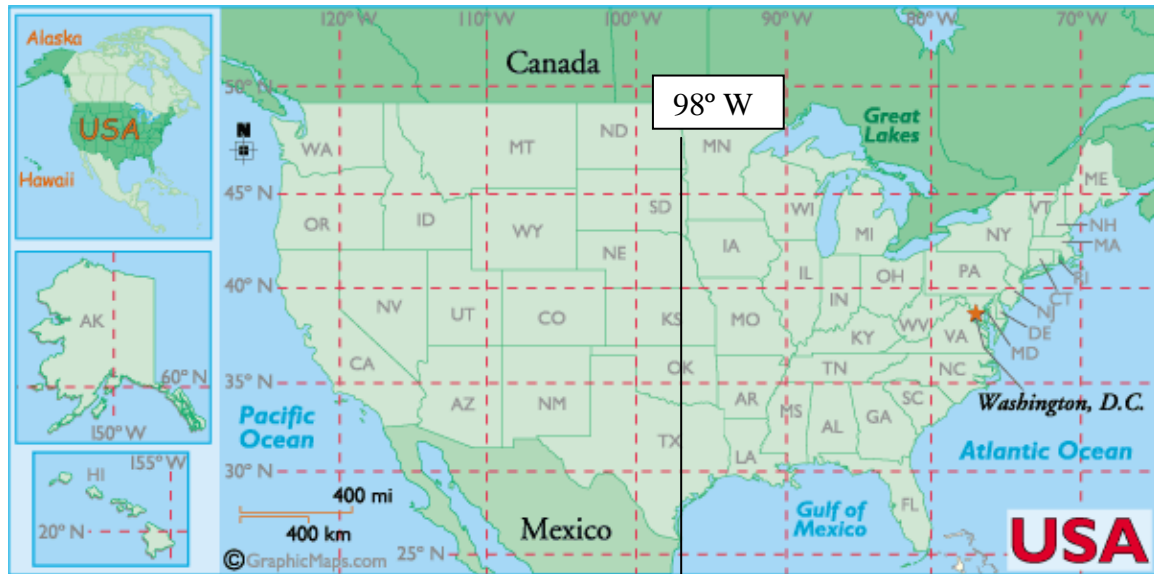 120° W
110° W
100° W
90° W
80° W
70° W
Alaska
USA
Hawaii
Canada
50° N
98° W
Great
Lakes
N
WA
MT
ND
MN
ME
45° N
OR
ID
SD
WI
MI
VT
NH
NY
MA
WY
IA
NE
PA
RI
IL
IN
OH
CT
40° N
NV
UT
CO
KS
MO
NJ
WV
DE
KY
VA
MD
AK
60° N
150° W
CA
OK
TN
NC
35° N
AZ
NM
AR
SC
Washington, D.C.
Pacific
Ocean
MS
AL
GA
TX
Atlantic Ocean
LA
155° W
HI
20° N
30° N
400 mi
400 km
FL
Gulf of
Mexico
Mexico
25° N
© GraphicMaps.com
USA